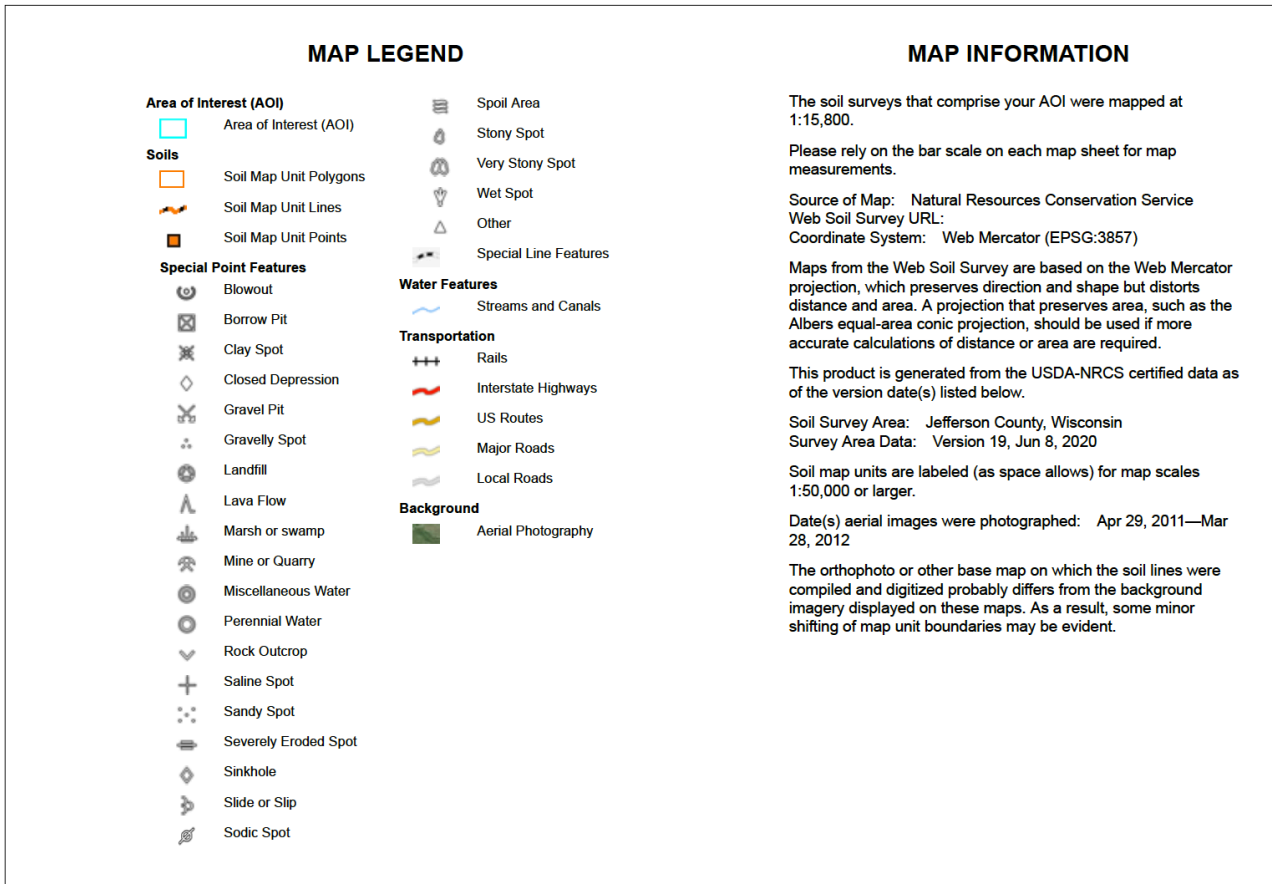 MAP LEGEND
Area of Interest (AOI)
Area of Interest (AOI)
Soils
Soil Map Unit Polygons
Soil Map Unit Lines
Soil Map Unit Points
Special Point Features
Blowout
Borrow Pit
Clay Spot
Closed Depression
Gravel Pit
Gravelly Spot
Landfill
Lava Flow
Marsh or swamp
Mine or Quarry
Miscellaneous Water
Perennial Water
Rock Outcrop
Saline Spot
Sandy Spot
Severely Eroded Spot
Sinkhole
Slide or Slip
Sodic Spot
Spoil Area
Stony Spot
Very Stony Spot
Wet Spot
Other
Special Line Features
Water Features
Streams and Canals
Transportation
Rails
Interstate Highways
US Routes
Major Roads
Local Roads
Background
Aerial Photography
MAP INFORMATION
The soil surveys that comprise your AOI were mapped at
1:15,800.
Please rely on the bar scale on each map sheet for map
measurements.
Source of Map: Natural Resources Conservation Service
Web Soil Survey URL:
Coordinate System: Web Mercator (EPSG:3857)
Maps from the Web Soil Survey are based on the Web Mercator
projection, which preserves direction and shape but distorts
distance and area. A projection that preserves area, such as the
Albers equal-area conic projection, should be used if more
accurate calculations of distance or area are required.
This product is generated from the USDA-NRCS certified data as
of the version date(s) listed below.
Soil Survey Area: Jefferson County, Wisconsin
Survey Area Data: Version 19, Jun 8, 2020
Soil map units are labeled (as space allows) for map scales
1:50,000 or larger.
Date(s) aerial images were photographed: Apr 29, 2011—Mar
28, 2012
The orthophoto or other base map on which the soil lines were
compiled and digitized probably differs from the background
imagery displayed on these maps. As a result, some minor
shifting of map unit boundaries may be evident.